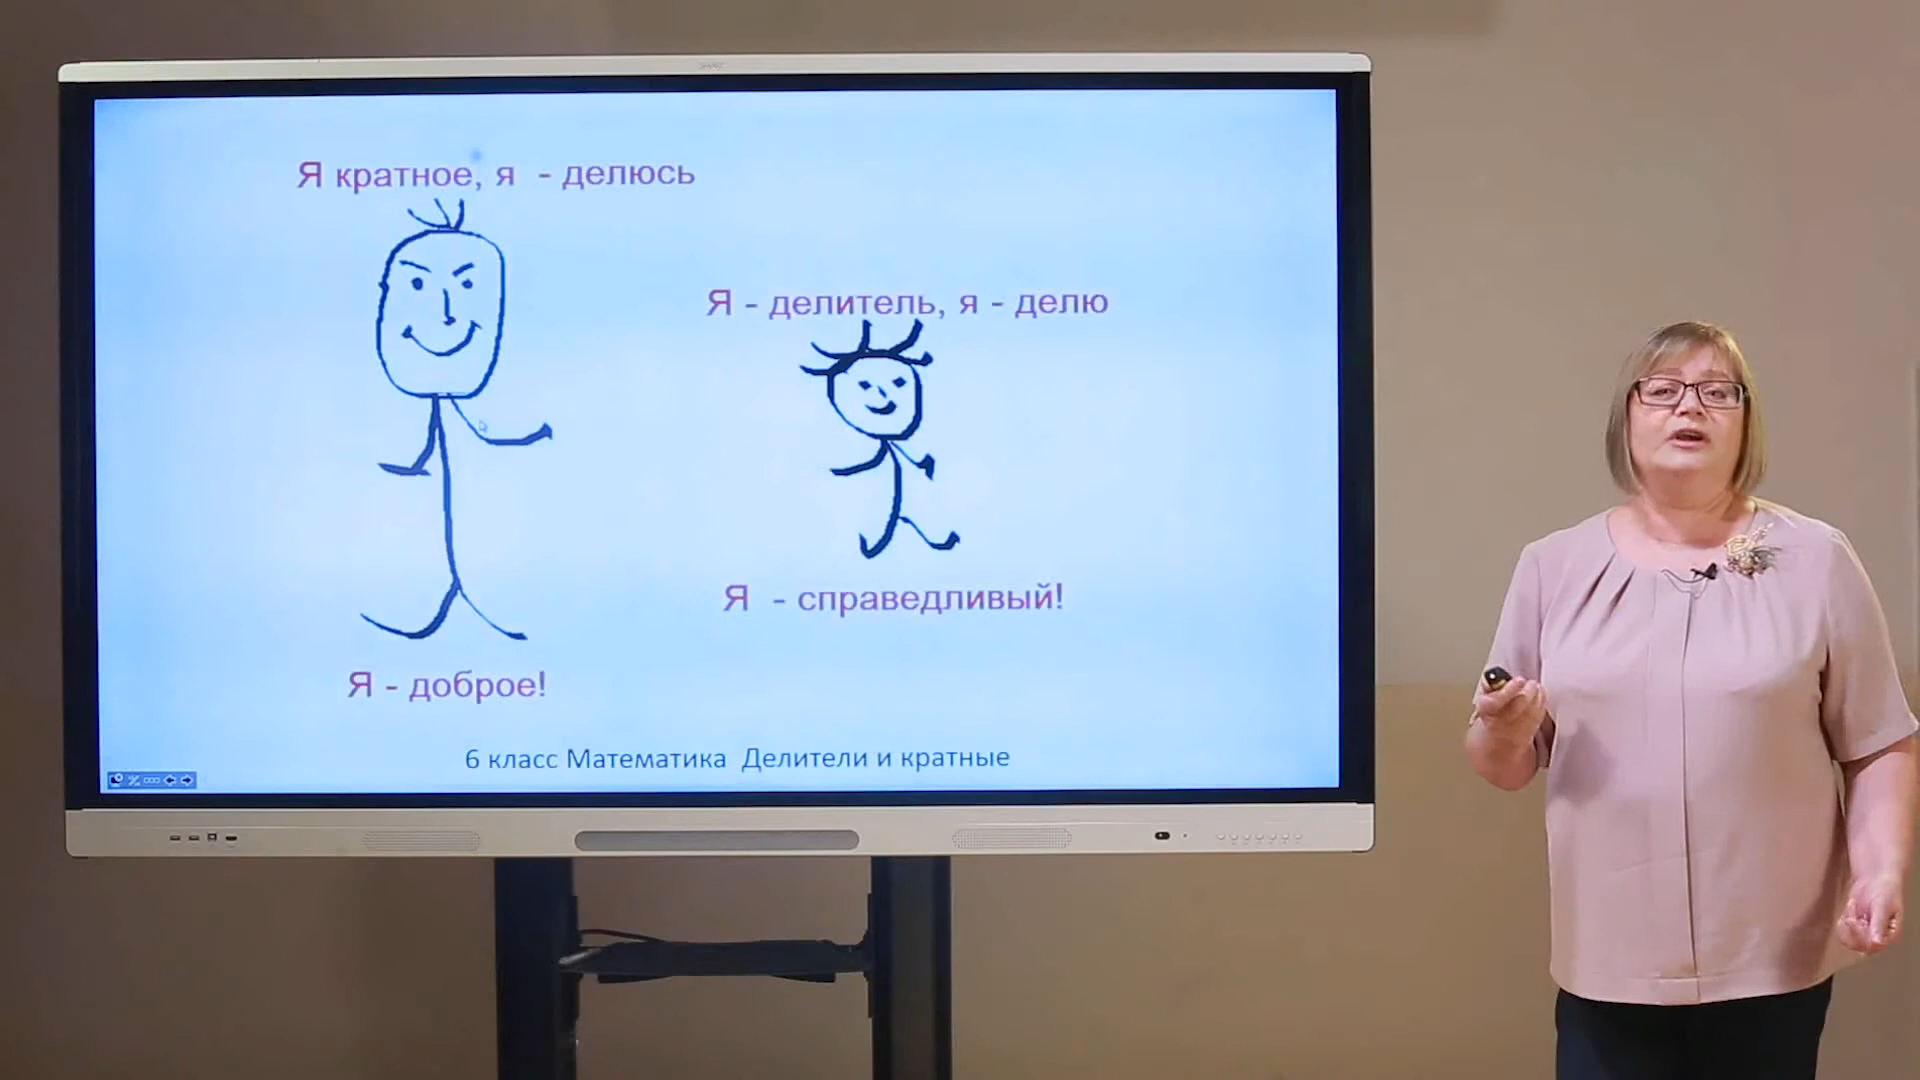 Я кратное, я - делюсь
Я - делитель, я - делю
Я - справедливый!
Я - доброе!
6 класс Математика Делители и кратные